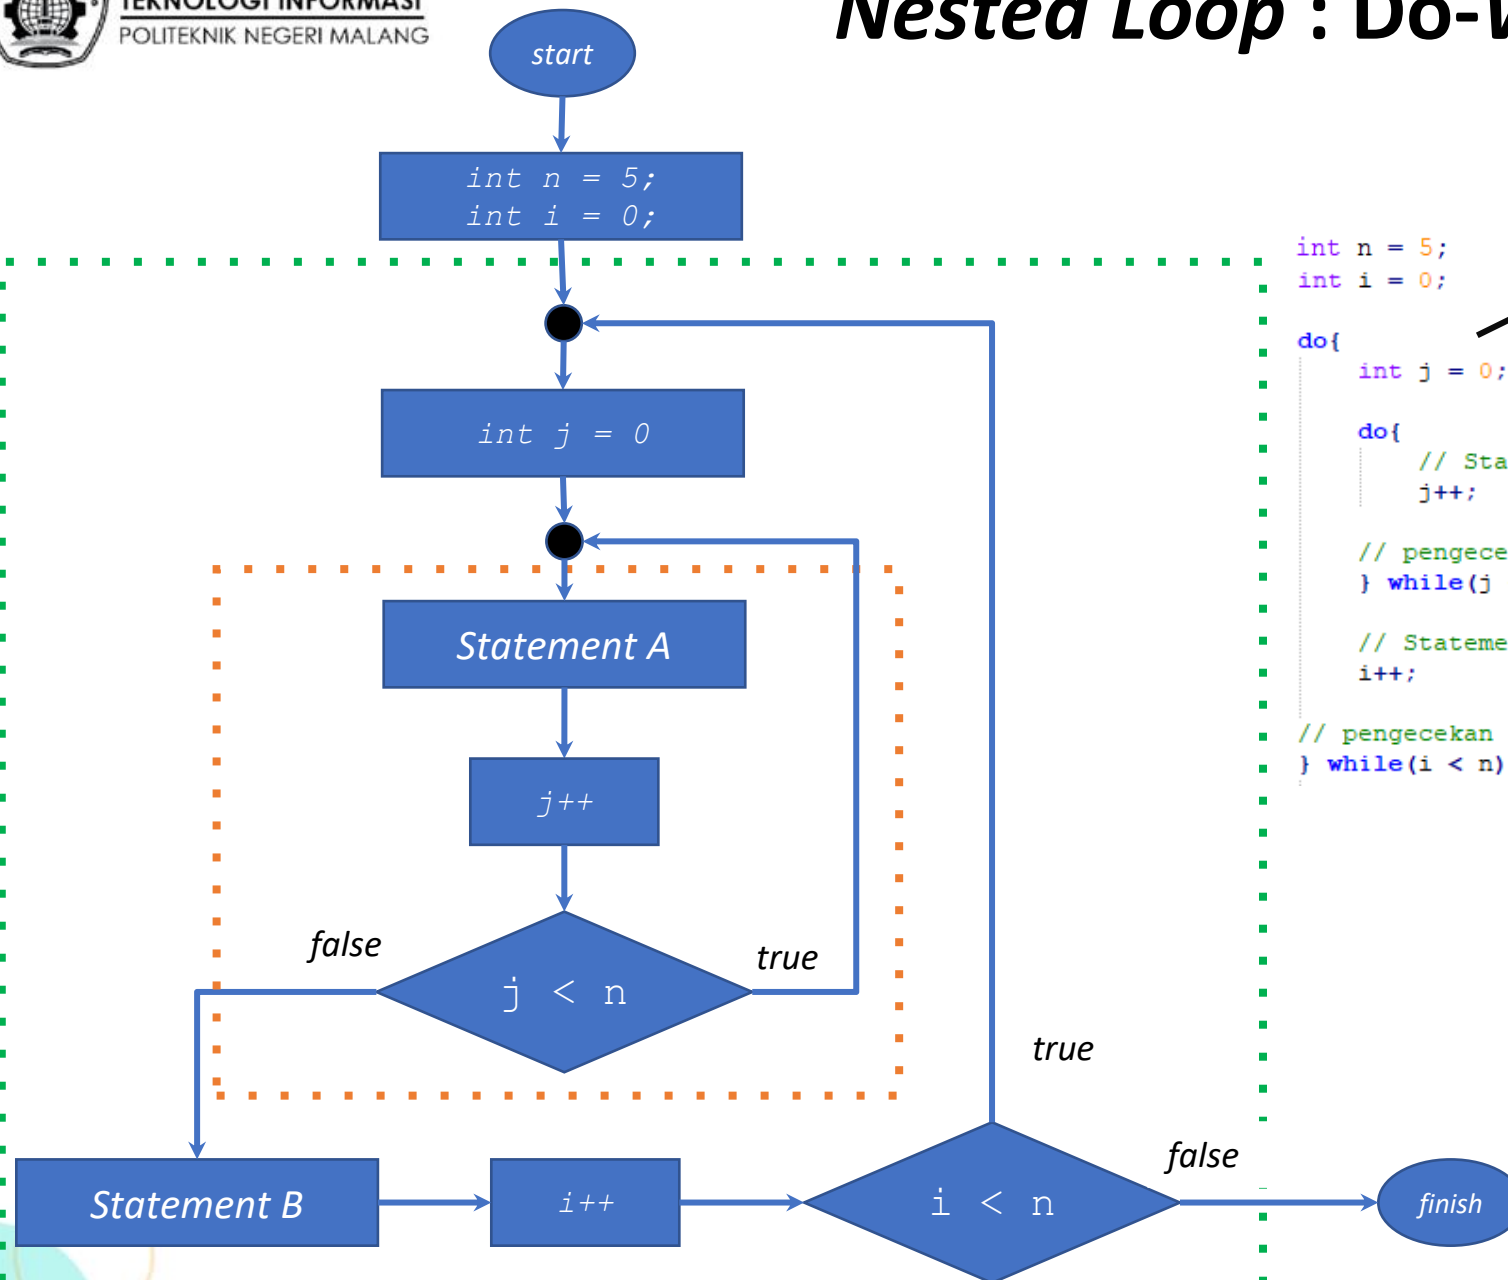 TEKNOLOGI INFORMASI
POLITEKNIK NEGERI MALANG
Nested Loop : Do-
start
int n = 5;
int i = 0;
int j = 0
Statement A
j++
j < n
false
true
Statement B
i++
i < n
true
false
finish
int n = 5;
int i = 0;
do{
int j = 0;
do{
// Sta
j++;
// pengece
} while(j
// Stateme
i++;
// pengecekan
} while(i < n)